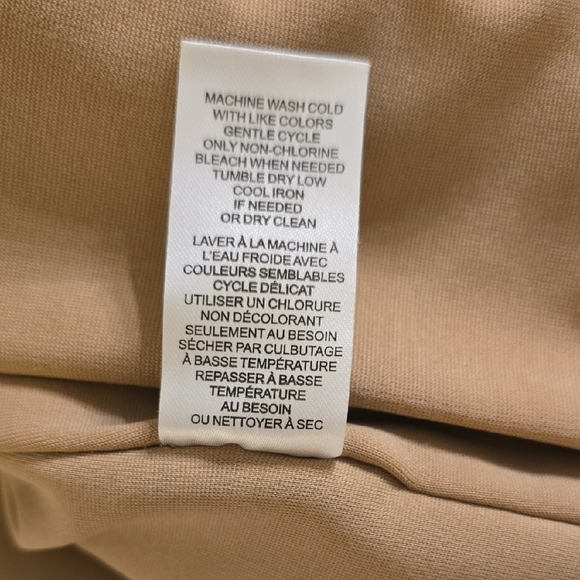 MACHINE WASH COLD
WITH LIKE COLORS
GENTLE CYCLE
ONLY NON-CHLORINE
BLEACH WHEN NEEDED
TUMBLE DRY LOW
COOL IRON
IF NEEDED
OR DRY CLEAN
LAVER À LA MACHINE À
L'EAU FROIDE AVEC
COULEURS SEMBLABLES
CYCLE DÉLICAT
UTILISER UN CHLORURE
NON DÉCOLORANT
SEULEMENT AU BESOIN
SÉCHER PAR CULBUTAGE
À BASSE TEMPÉRATURE
REPASSER À BASSE
TEMPÉRATURE
AU BESOIN
OU NETTOYER À SEC